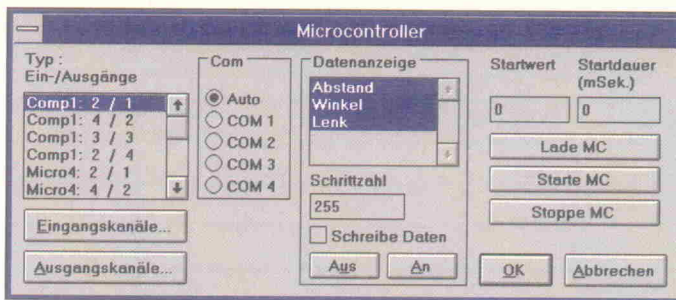 Microcontroller
Typ :
Ein-/Ausgänge
Comp1: 2 / 1
Comp1: 4 / 2
Comp1: 3 / 3
Comp1: 2 / 4
Micro4: 2 / 1
Micro4: 4 / 2
Eingangskanäle...
Ausgangskanäle...
Com
Auto
COM 1
COM 2
COM 3
COM 4
Datenanzeige
Abstand
Winkel
Lenk
Schrittzahl
255
Schreibe Daten
Aus
An
Startwert
Startdauer
(mSek.)
0
0
Lade MC
Starte MC
Stoppe MC
OK
Abbrechen